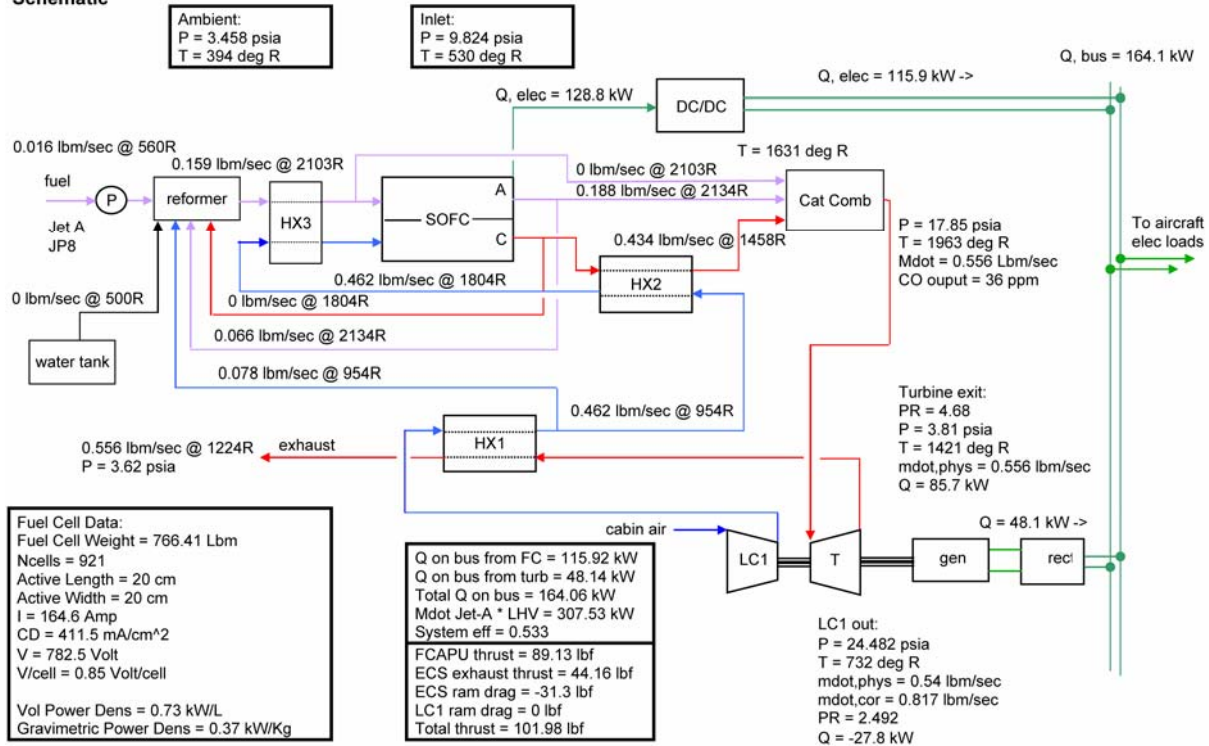 Schematic
Ambient:
P = 3.458 psia
T = 394 deg R
Inlet:
P = 9.824 psia
T = 530 deg R
Q, bus = 164.1 kW
Q, elec = 115.9 kW ->
Q, elec = 128.8 kW
DC/DC
0.016 lbm/sec @ 560R
0.159 lbm/sec @ 2103R
T = 1631 deg R
0 lbm/sec @ 2103R
0.188 lbm/sec @ 2134R
fuel
P
reformer
HX3
A
SOFC
C
Cat Comb
Jet A
JP8
0.434 lbm/sec @ 1458R
P = 17.85 psia
T = 1963 deg R
Mdot = 0.556 Lbm/sec
CO ouput = 36 ppm
To aircraft
elec loads
0.462 lbm/sec @ 1804R
HX2
0 lbm/sec @ 500R
0 lbm/sec @ 1804R
0.066 lbm/sec @ 2134R
water tank
0.078 lbm/sec @ 954R
0.462 lbm/sec @ 954R
Turbine exit:
PR = 4.68
P = 3.81 psia
T = 1421 deg R
mdot,phys = 0.556 lbm/sec
Q = 85.7 kW
0.556 lbm/sec @ 1224R
P = 3.62 psia
exhaust
HX1
cabin air
Q = 48.1 kW ->
LC1
T
gen
rect
Fuel Cell Data:
Fuel Cell Weight = 766.41 Lbm
Ncells = 921
Active Length = 20 cm
Active Width = 20 cm
I = 164.6 Amp
CD = 411.5 mA/cm^2
V = 782.5 Volt
V/cell = 0.85 Volt/cell
Vol Power Dens = 0.73 kW/L
Gravimetric Power Dens = 0.37 kW/Kg
Q on bus from FC = 115.92 kW
Q on bus from turb = 48.14 kW
Total Q on bus = 164.06 kW
Mdot Jet-A * LHV = 307.53 kW
System eff = 0.533
FCAPU thrust = 89.13 lbf
ECS exhaust thrust = 44.16 lbf
ECS ram drag = -31.3 lbf
LC1 ram drag = 0 lbf
Total thrust = 101.98 lbf
LC1 out:
P = 24.482 psia
T = 732 deg R
mdot,phys = 0.54 lbm/sec
mdot,cor = 0.817 lbm/sec
PR = 2.492
Q = -27.8 kW